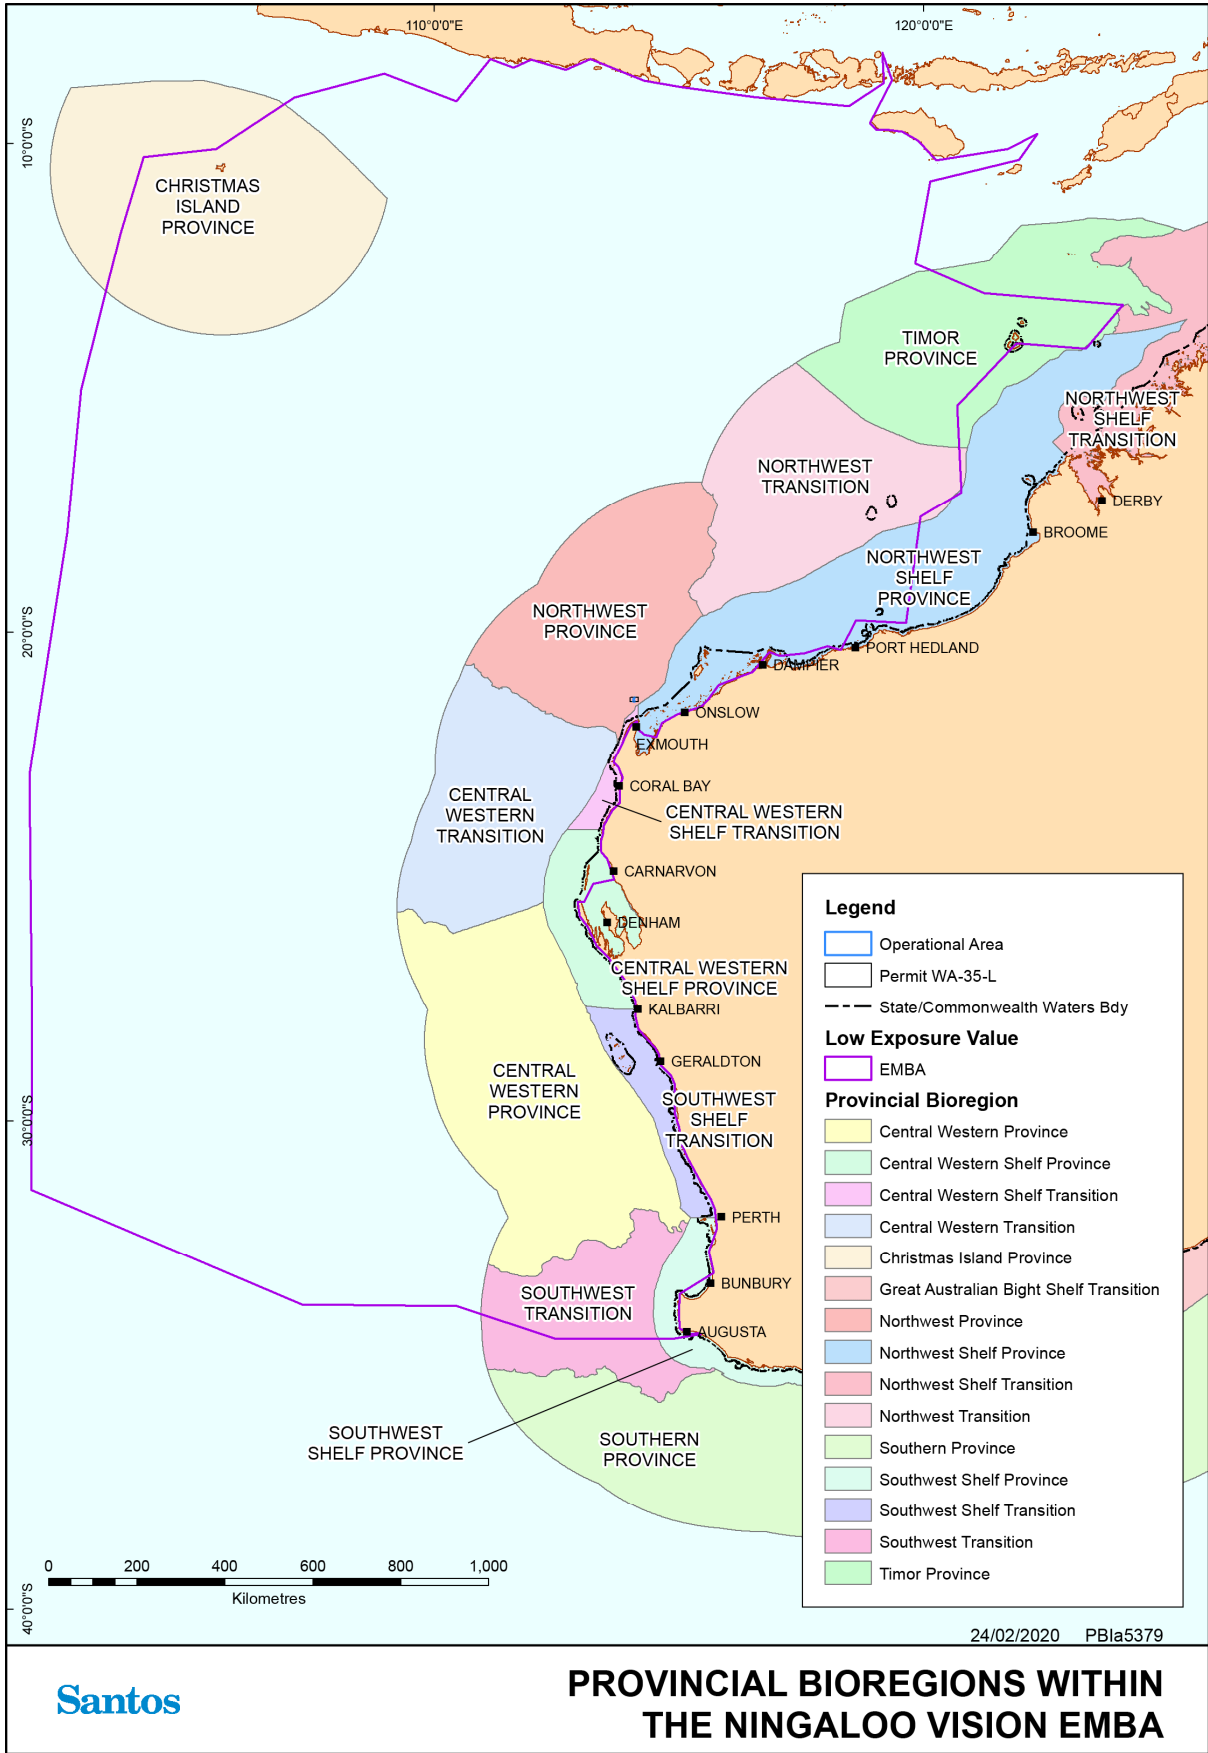 110°0'0"E
120°0'0"E
10°0'0"S
CHRISTMAS
ISLAND
PROVINCE
TIMOR
PROVINCE
NORTHWEST
SHELF
TRANSITION
NORTHWEST
TRANSITION
DERBY
BROOME
NORTHWEST
SHELF
PROVINCE
NORTHWEST
PROVINCE
20°0'0"S
PORT HEDLAND
DAMPIER
ONSLOW
EXMOUTH
CORAL BAY
CENTRAL
WESTERN
TRANSITION
CENTRAL WESTERN
SHELF TRANSITION
CARNARVON
DENHAM
CENTRAL WESTERN
SHELF PROVINCE
KALBARRI
GERALDTON
CENTRAL
WESTERN
PROVINCE
SOUTHWEST
SHELF
TRANSITION
30°0'0"S
PERTH
BUNBURY
SOUTHWEST
TRANSITION
AUGUSTA
SOUTHWEST
SHELF PROVINCE
SOUTHERN
PROVINCE
Legend
Operational Area
Permit WA-35-L
State/Commonwealth Waters Bdy
Low Exposure Value
EMBA
Provincial Bioregion
Central Western Province
Central Western Shelf Province
Central Western Shelf Transition
Central Western Transition
Christmas Island Province
Great Australian Bight Shelf Transition
Northwest Province
Northwest Shelf Province
Northwest Shelf Transition
Northwest Transition
Southern Province
Southwest Shelf Province
Southwest Shelf Transition
Southwest Transition
Timor Province
0 200 400 600 800 1,000
Kilometres
40°0'0"S
24/02/2020 PBIa5379
Santos
PROVINCIAL BIOREGIONS WITHIN
THE NINGALOO VISION EMBA